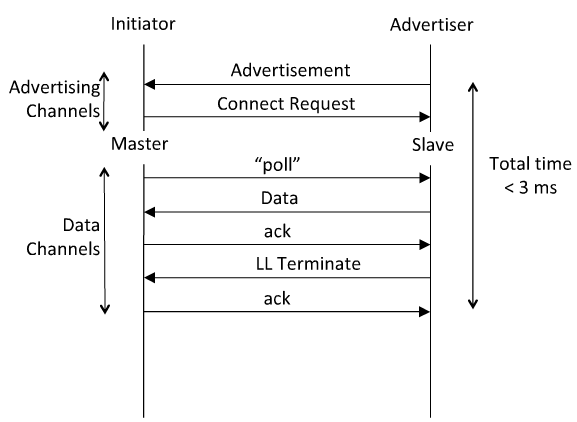 Initiator
Advertiser
Advertisement
Advertising
Channels
Connect Request
Master
Slave
“poll”
Total time
< 3 ms
Data
Data
Channels
ack
LL Terminate
ack